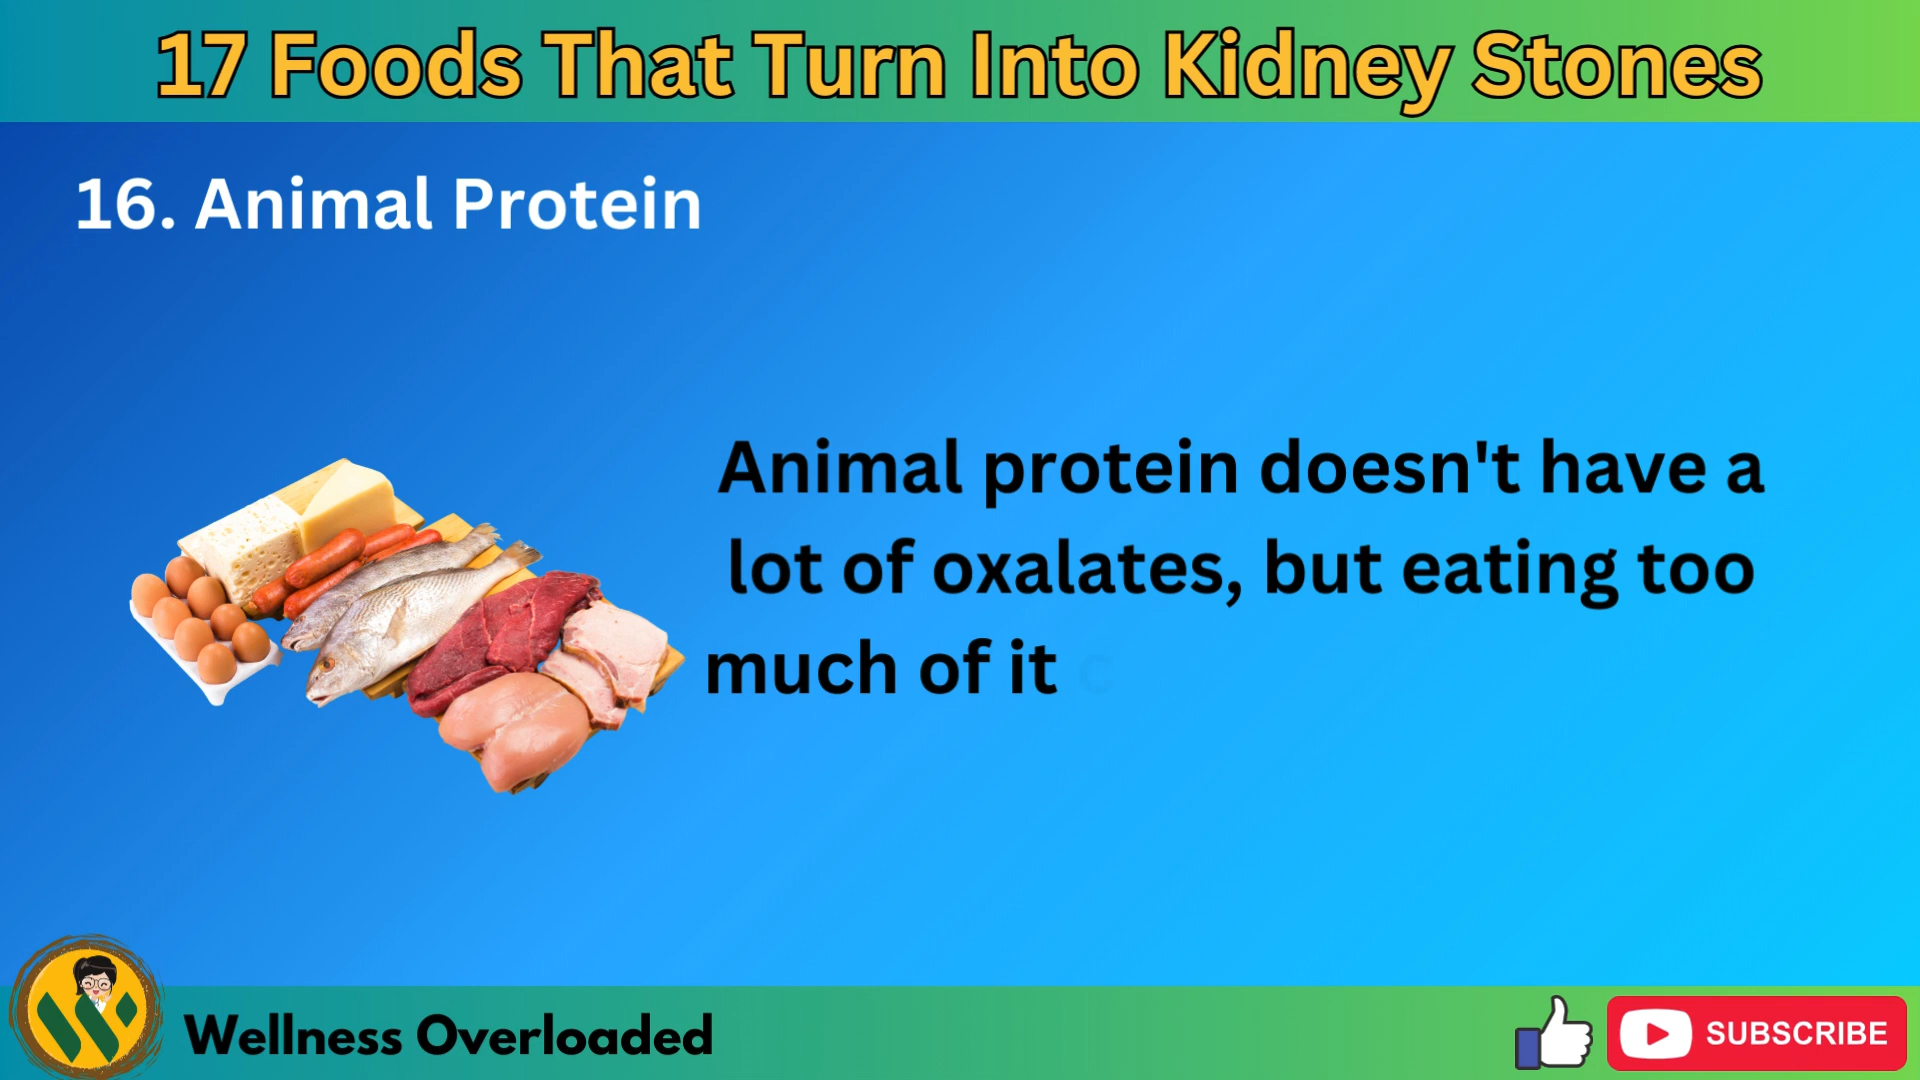 17 Foods That Turn Into Kidney Stones
16. Animal Protein
Animal protein doesn't have a
lot of oxalates, but eating too
much of it c
Wellness Overloaded
SUBSCRIBE